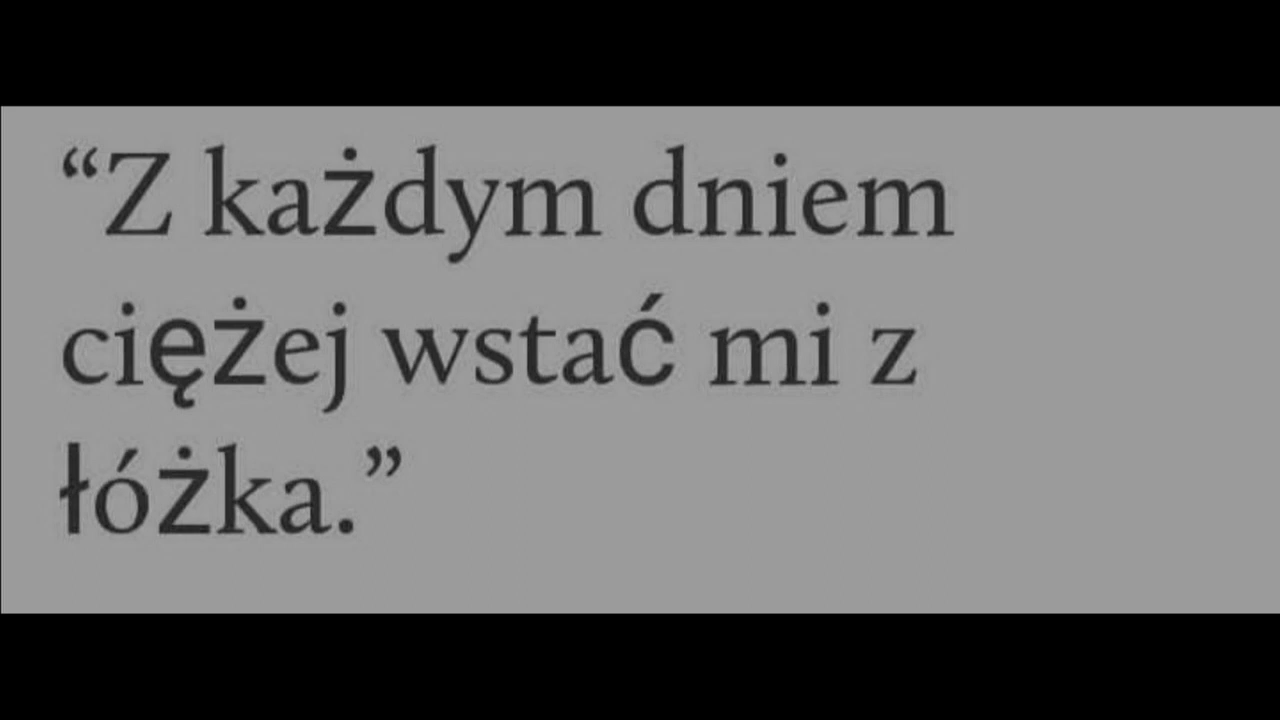 “Z każdym dniem
ciężej wstać mi z
łóżka.”